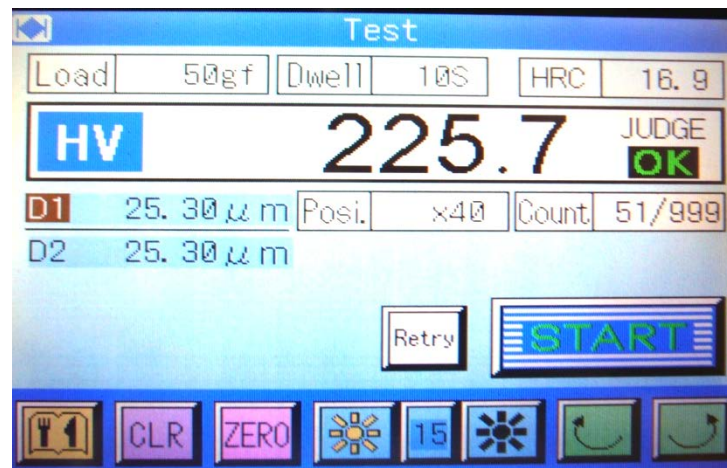 Test
Load 50gf Dwell 10S HRC 16.9
HV 225.7 JUDGE OK
D1 25.30μm Posi. ×40 Count 51/999
D2 25.30μm
Retry START
CLR ZERO 15